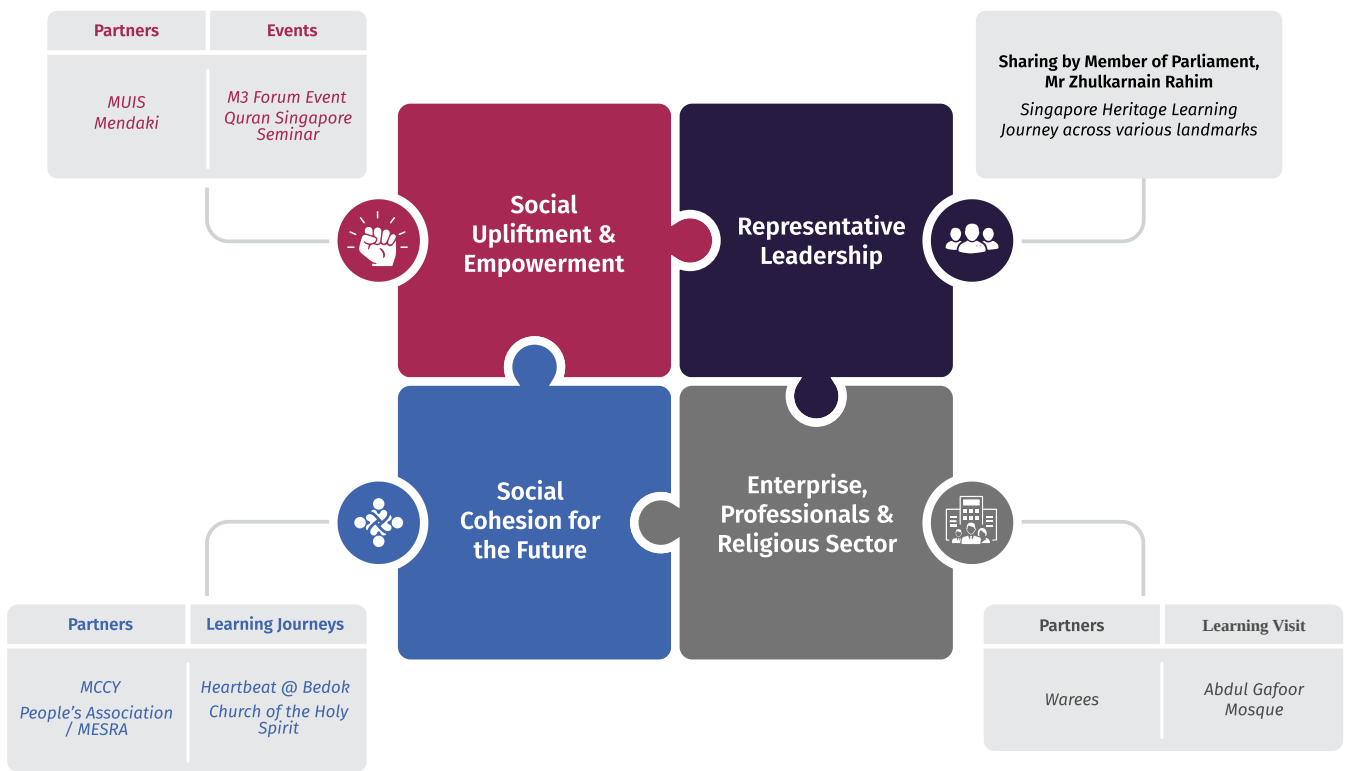 Partners
Events
MUIS
Mendaki
M3 Forum Event
Quran Singapore
Seminar
Sharing by Member of Parliament,
Mr Zhulkarnain Rahim
Singapore Heritage Learning
Journey across various landmarks
Social
Upliftment &
Empowerment
Representative
Leadership
Social
Cohesion for
the Future
Enterprise,
Professionals &
Religious Sector
Partners
Learning Journeys
MCCY
People’s Association
/ MESRA
Heartbeat @ Bedok
Church of the Holy
Spirit
Partners
Learning Visit
Warees
Abdul Gafoor
Mosque